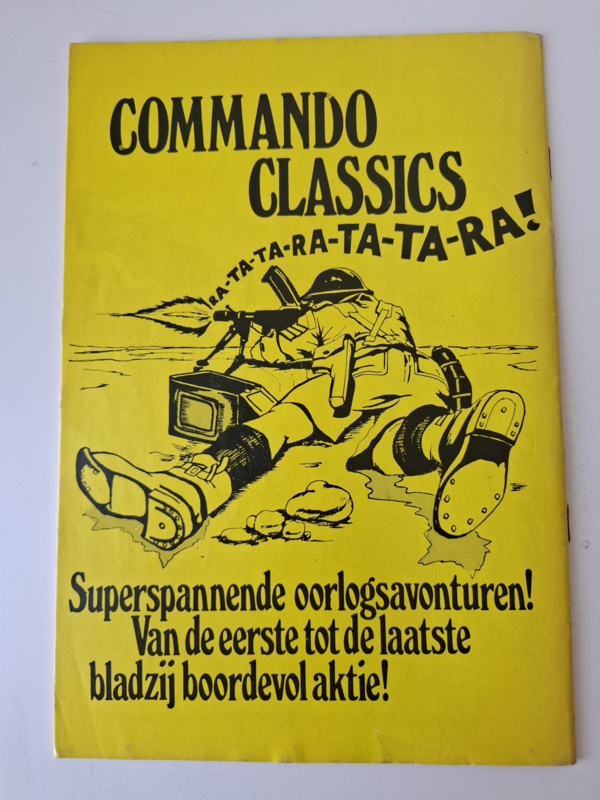 COMMANDO
CLASSICS
RA-TA-TA-RA-TA-TA-RA!
Superspannende oorlogsavonturen!
Van de eerste tot de laatste
bladzij boordevol aktie!